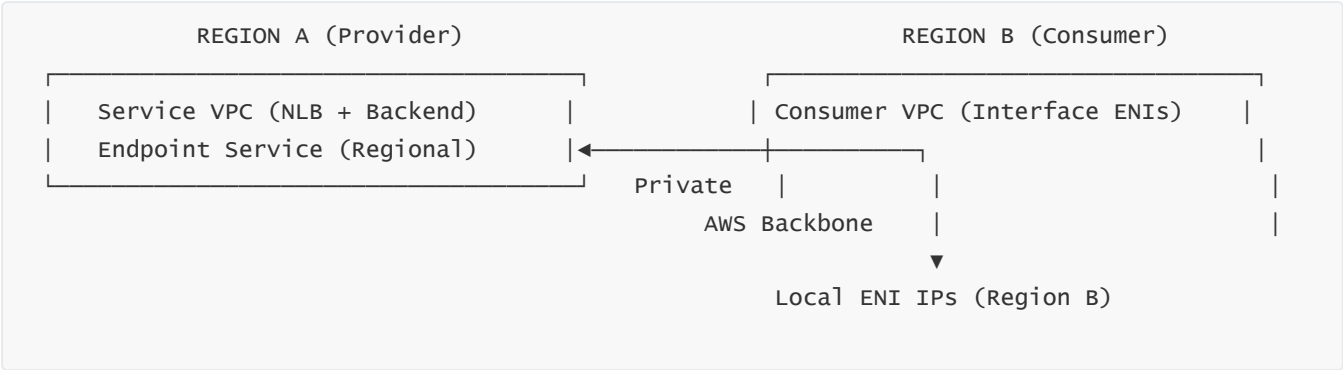 REGION A (Provider) REGION B (Consumer)
Service VPC (NLB + Backend) Consumer VPC (Interface ENIs)
Endpoint Service (Regional)
Private
AWS Backbone
Local ENI IPs (Region B)